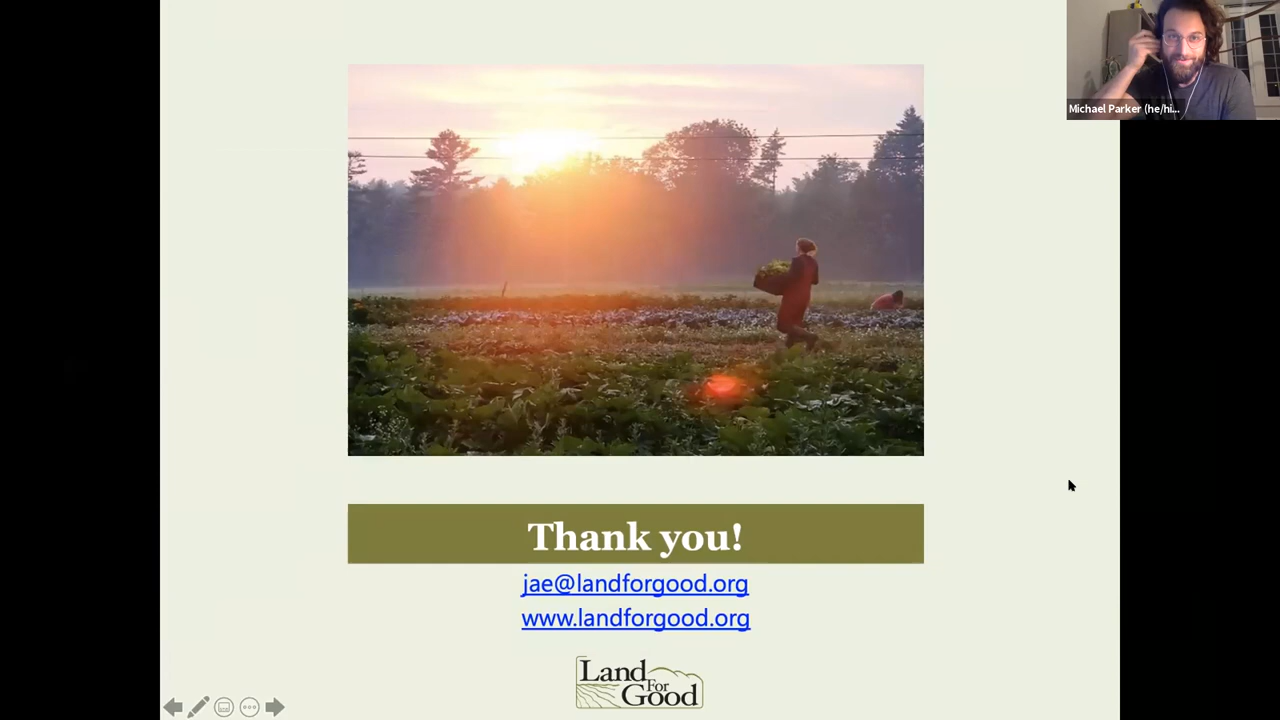 Michael Parker (he/hi...
Thank you!
jae@landforgood.org
www.landforgood.org
Land
For
Good